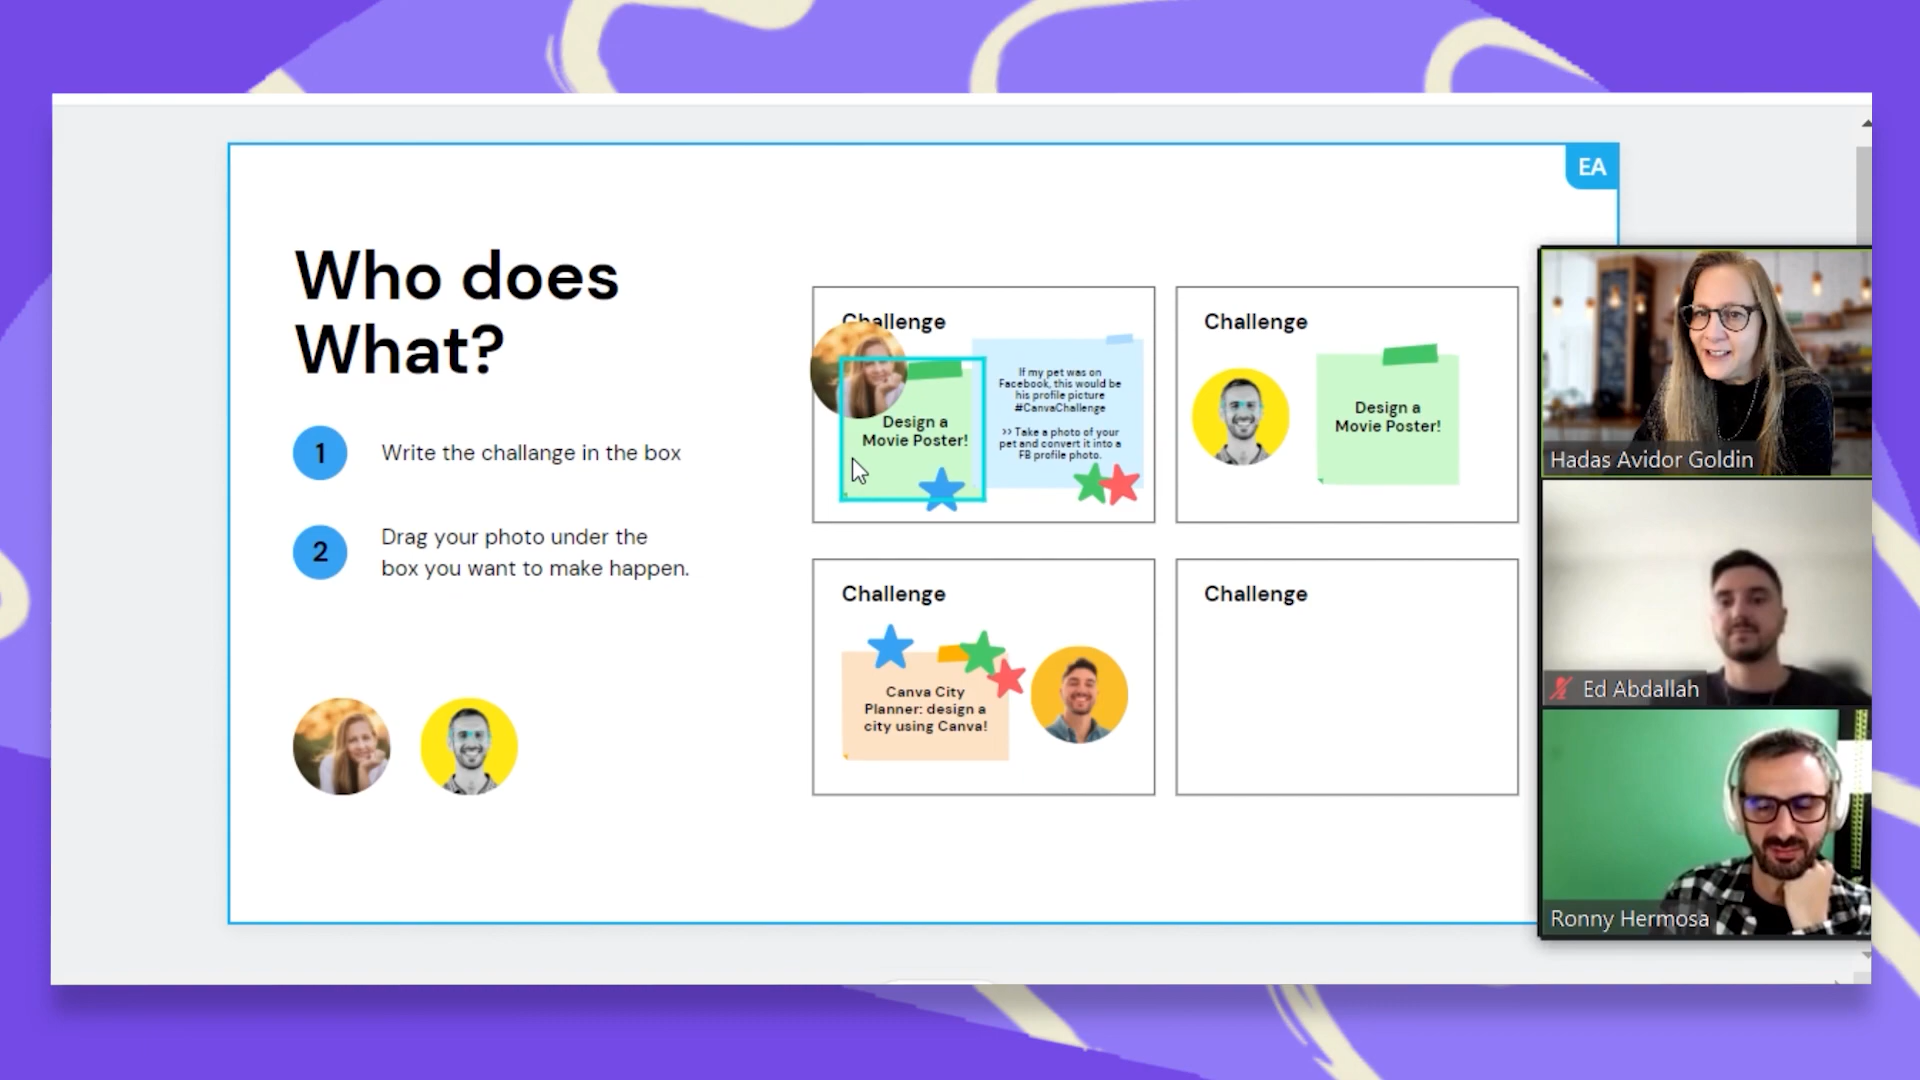 EA
Who does
What?
1
Write the challange in the box
2
Drag your photo under the
box you want to make happen.
Challenge
Design a
Movie Poster!
If my pet was on
Facebook, this would be
his profile picture
#CanvaChallenge
>> Take a photo of your
pet and convert it into a
FB profile photo.
Challenge
Design a
Movie Poster!
Challenge
Canva City
Planner: design a
city using Canva!
Challenge
Hadas Avidor Goldin
Ed Abdallah
Ronny Hermosa